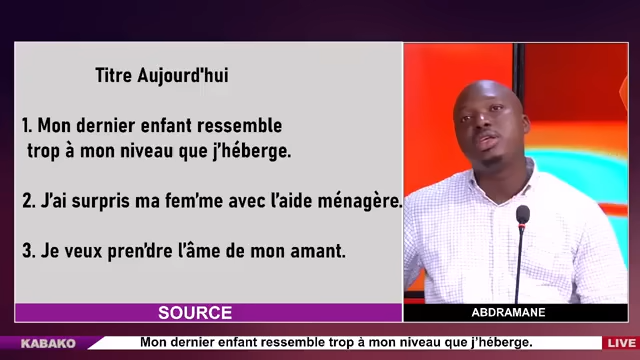 Titre Aujourd'hui
1. Mon dernier enfant ressemble
trop à mon niveau que j'héberge.
2. J'ai surpris ma fem'me avec l'aide ménagère.
3. Je veux pren'dre l'âme de mon amant.
SOURCE
ABDRAMANE
KABAKO
Mon dernier enfant ressemble trop à mon niveau que j'héberge.
LIVE